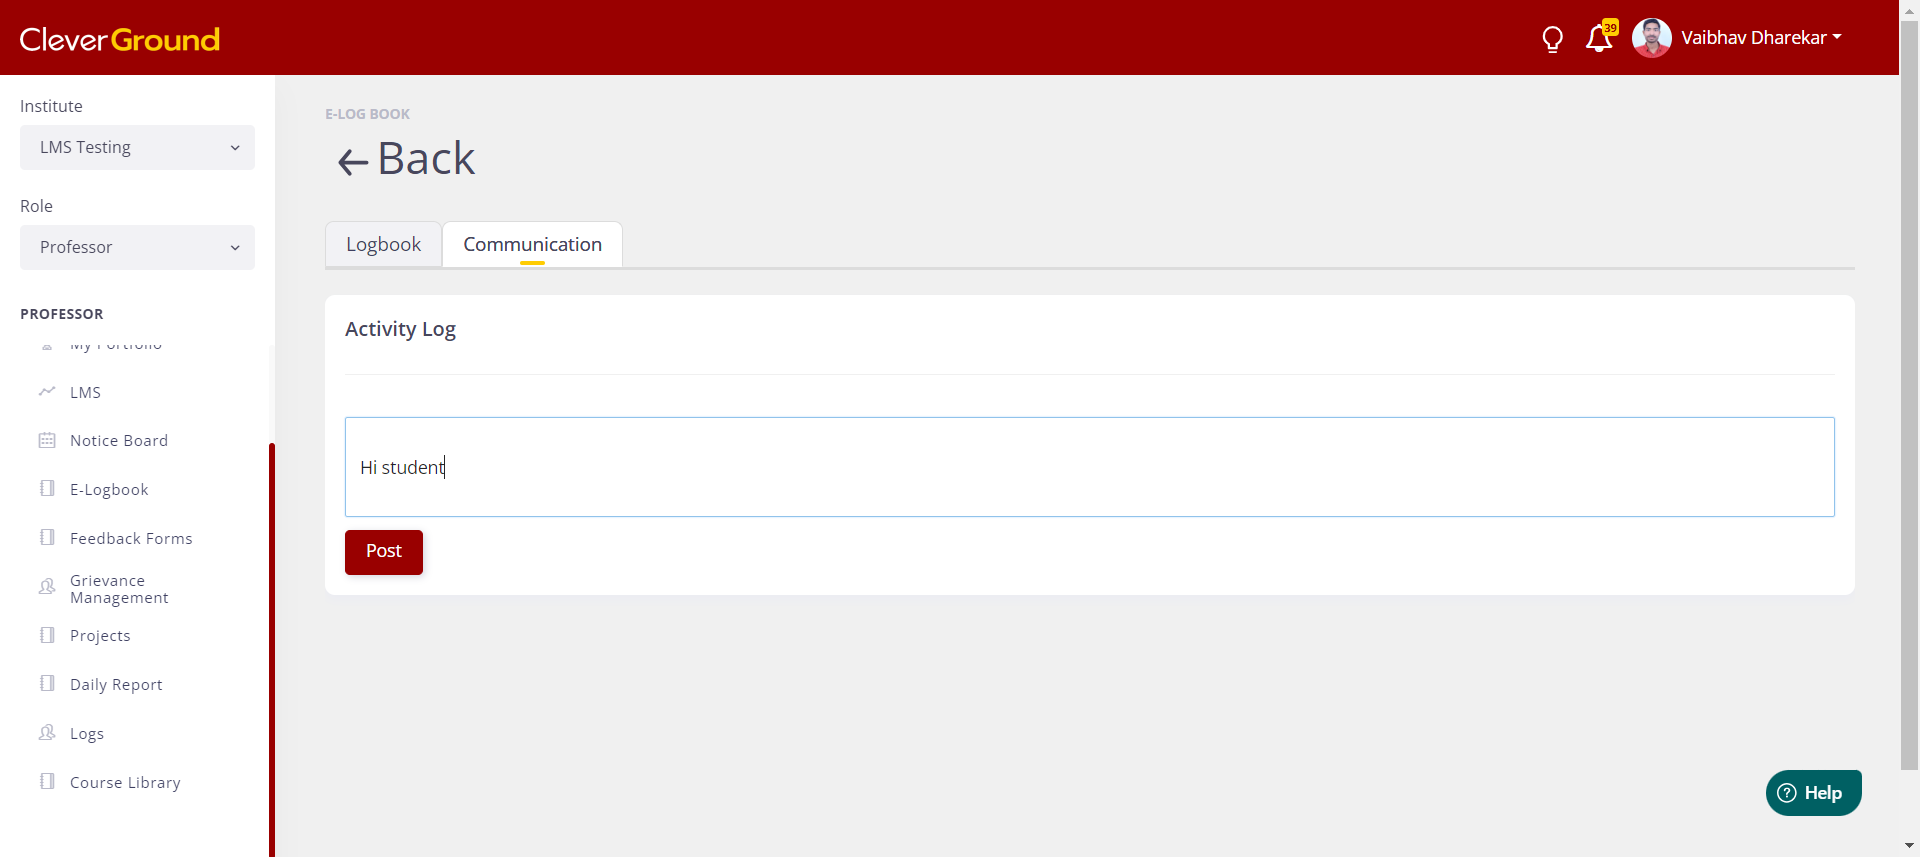 CleverGround
39
Vaibhav Dharekar
Institute
LMS Testing
Role
Professor
PROFESSOR
My Portfolio
LMS
Notice Board
E-Logbook
Feedback Forms
Grievance
Management
Projects
Daily Report
Logs
Course Library
E-LOG BOOK
Back
Logbook
Communication
Activity Log
Hi student
Post
Help